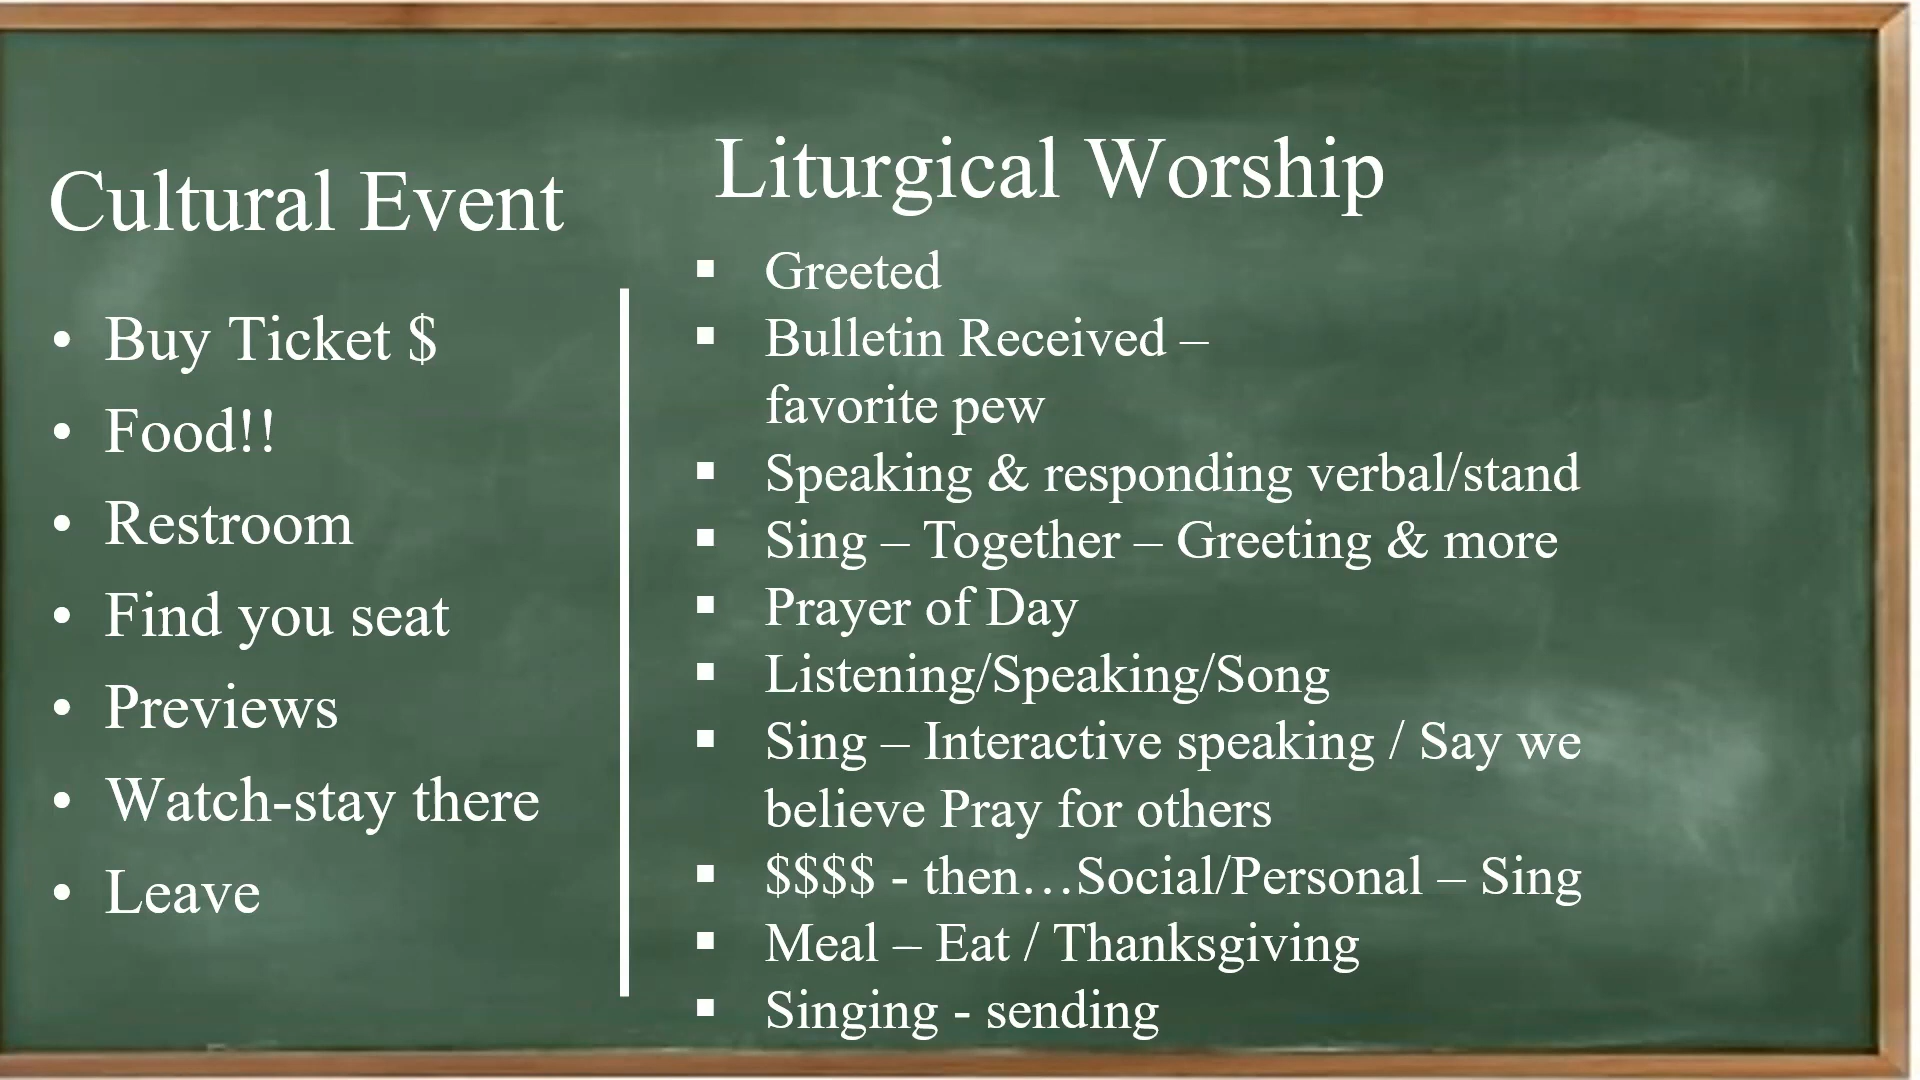 Cultural Event
• Buy Ticket $
• Food!!
• Restroom
• Find you seat
• Previews
• Watch-stay there
• Leave
Liturgical Worship
▪ Greeted
▪ Bulletin Received –
favorite pew
▪ Speaking & responding verbal/stand
▪ Sing – Together – Greeting & more
▪ Prayer of Day
▪ Listening/Speaking/Song
▪ Sing – Interactive speaking / Say we
believe Pray for others
▪ $$$$ - then…Social/Personal – Sing
▪ Meal – Eat / Thanksgiving
▪ Singing - sending